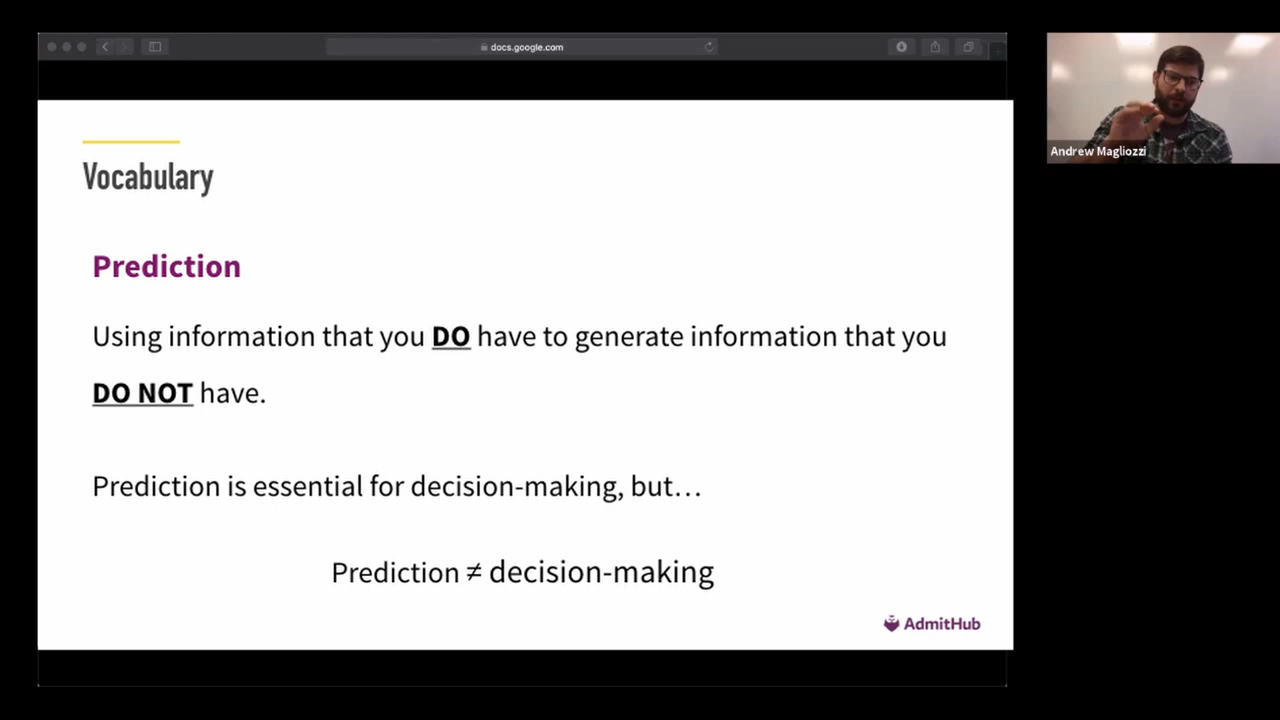 docs.google.com
Vocabulary
Prediction
Using information that you DO have to generate information that you
DO NOT have.
Prediction is essential for decision-making, but…
Prediction ≠ decision-making
AdmitHub
Andrew Magliozzi